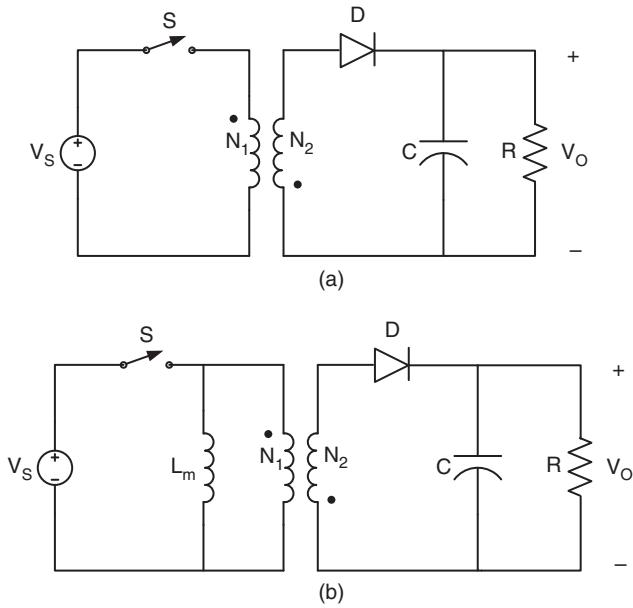 S
D
V_S
+
−
N_1
N_2
C
R
V_O
+
−
(a)
S
D
V_S
+
−
L_m
N_1
N_2
C
R
V_O
+
−
(b)